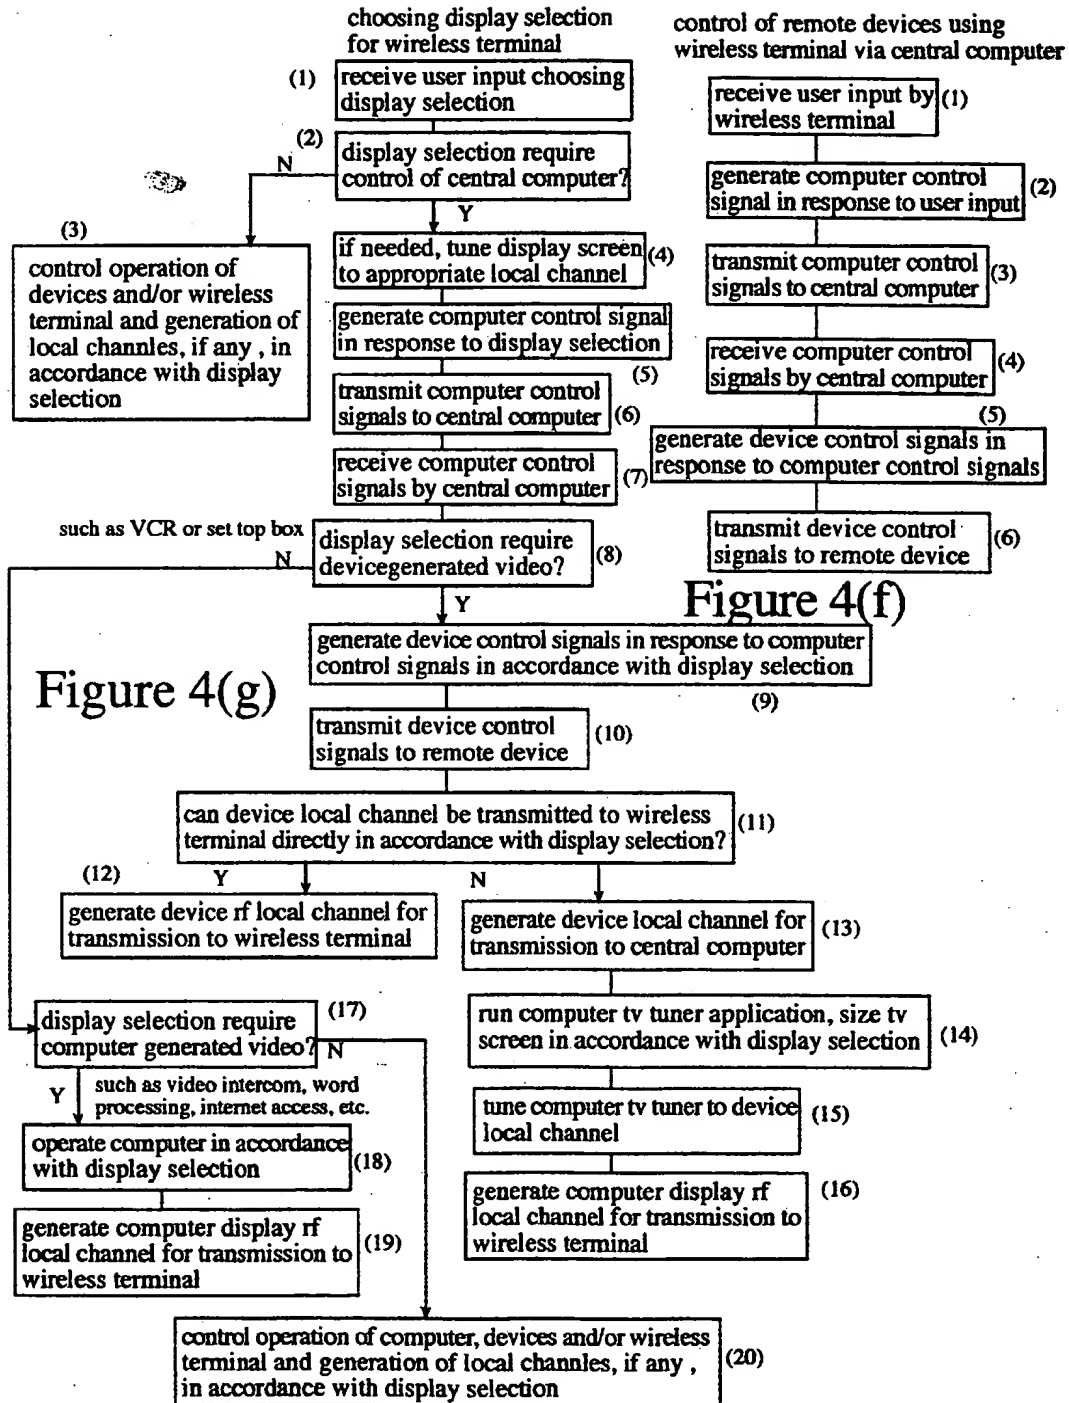 choosing display selection
for wireless terminal
(1)
receive user input choosing
display selection
(2)
display selection require
control of central computer?
N
Y
(3)
control operation of
devices and/or wireless
terminal and generation of
local channles, if any , in
accordance with display
selection
if needed, tune display screen
to appropriate local channel
(4)
generate computer control signal
in response to display selection
(5)
transmit computer control
signals to central computer
(6)
receive computer control
signals by central computer
(7)
such as VCR or set top box
N
display selection require
devicegenerated video?
(8)
Y
generate device control signals in response to computer
control signals in accordance with display selection
(9)
Figure 4(g)
transmit device control
signals to remote device
(10)
can device local channel be transmitted to wireless
terminal directly in accordance with display selection?
(11)
(12)
Y
N
generate device rf local channel for
transmission to wireless terminal
generate device local channel for
transmission to central computer
(13)
run computer tv tuner application, size tv
screen in accordance with display selection
(14)
tune computer tv tuner to device
local channel
(15)
generate computer display rf
local channel for transmission to
wireless terminal
(16)
display selection require
computer generated video?
(17)
N
Y
such as video intercom, word
processing, internet access, etc.
operate computer in accordance
with display selection
(18)
generate computer display rf
local channel for transmission to
wireless terminal
(19)
control operation of computer, devices and/or wireless
terminal and generation of local channles, if any ,
in accordance with display selection
(20)
control of remote devices using
wireless terminal via central computer
receive user input by
wireless terminal
(1)
generate computer control
signal in response to user input
(2)
transmit computer control
signals to central computer
(3)
receive computer control
signals by central computer
(4)
(5)
generate device control signals in
response to computer control signals
transmit device control
signals to remote device
(6)
Figure 4(f)